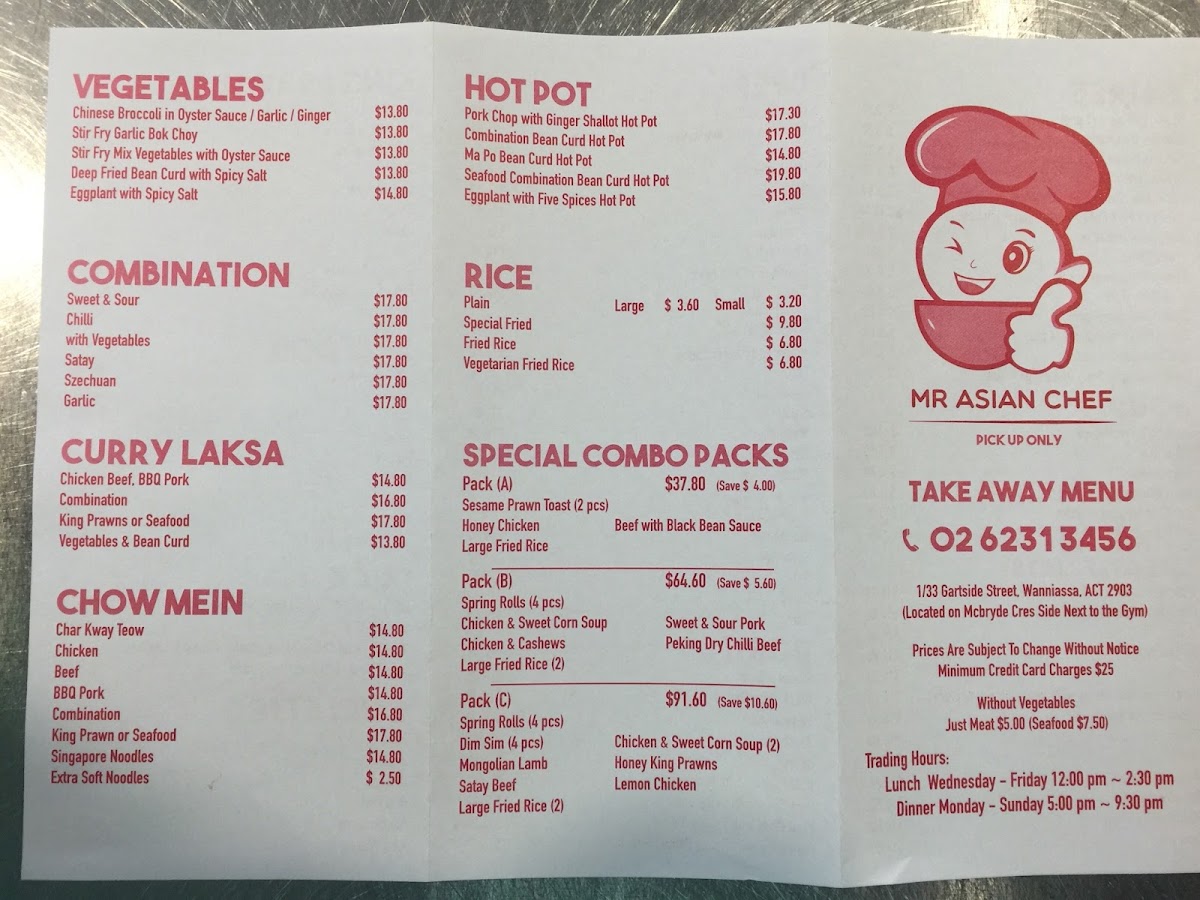 VEGETABLES
Chinese Broccoli in Oyster Sauce / Garlic / Ginger $13.80
Stir Fry Garlic Bok Choy $13.80
Stir Fry Mix Vegetables with Oyster Sauce $13.80
Deep Fried Bean Curd with Spicy Salt $13.80
Eggplant with Spicy Salt $14.80
COMBINATION
Sweet & Sour $17.80
Chilli $17.80
with Vegetables $17.80
Satay $17.80
Szechuan $17.80
Garlic $17.80
CURRY LAKSA
Chicken Beef, BBQ Pork $14.80
Combination $16.80
King Prawns or Seafood $17.80
Vegetables & Bean Curd $13.80
CHOW MEIN
Char Kway Teow $14.80
Chicken $14.80
Beef $14.80
BBQ Pork $14.80
Combination $16.80
King Prawn or Seafood $17.80
Singapore Noodles $14.80
Extra Soft Noodles $ 2.50
HOT POT
Pork Chop with Ginger Shallot Hot Pot $17.30
Combination Bean Curd Hot Pot $17.80
Ma Po Bean Curd Hot Pot $14.80
Seafood Combination Bean Curd Hot Pot $19.80
Eggplant with Five Spices Hot Pot $15.80
RICE
Plain Large $ 3.60 Small $ 3.20
Special Fried $ 9.80
Fried Rice $ 6.80
Vegetarian Fried Rice $ 6.80
SPECIAL COMBO PACKS
Pack (A) $37.80 (Save $ 4.00)
Sesame Prawn Toast (2 pcs)
Honey Chicken Beef with Black Bean Sauce
Large Fried Rice
Pack (B) $64.60 (Save $ 5.60)
Spring Rolls (4 pcs)
Chicken & Sweet Corn Soup Sweet & Sour Pork
Chicken & Cashews Peking Dry Chilli Beef
Large Fried Rice (2)
Pack (C) $91.60 (Save $10.60)
Spring Rolls (4 pcs)
Dim Sim (4 pcs) Chicken & Sweet Corn Soup (2)
Mongolian Lamb Honey King Prawns
Satay Beef Lemon Chicken
Large Fried Rice (2)
MR ASIAN CHEF
PICK UP ONLY
TAKE AWAY MENU
02 6231 3456
1/33 Gartside Street, Wanniassa, ACT 2903
(Located on Mcbryde Cres Side Next to the Gym)
Prices Are Subject To Change Without Notice
Minimum Credit Card Charges $25
Without Vegetables
Just Meat $5.00 (Seafood $7.50)
Trading Hours:
Lunch Wednesday - Friday 12:00 pm ~ 2:30 pm
Dinner Monday - Sunday 5:00 pm ~ 9:30 pm